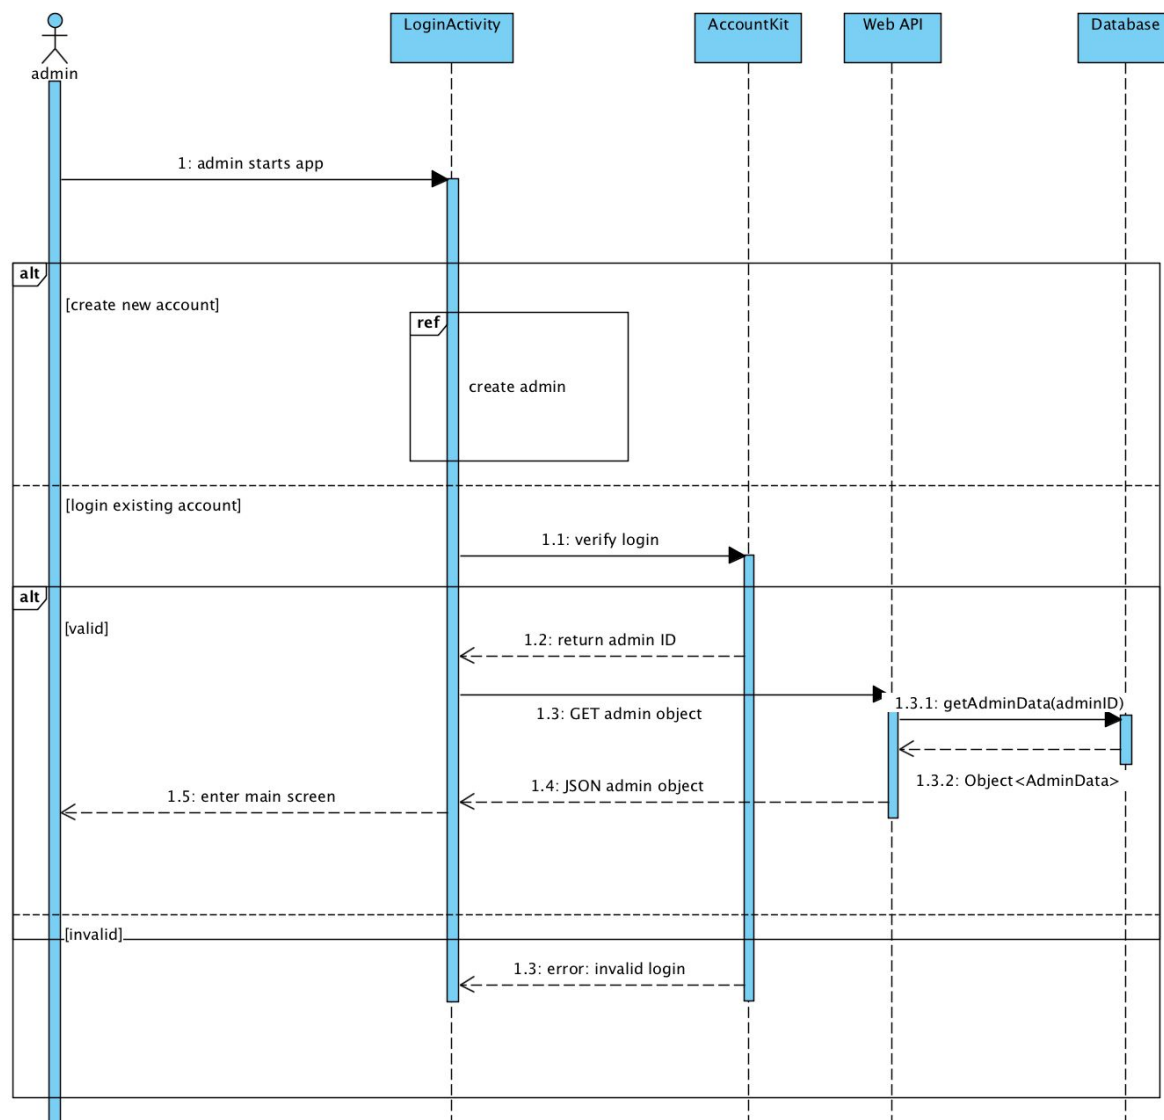 LoginActivity
AccountKit
Web API
Database
admin
1: admin starts app
alt
[create new account]
ref
create admin
[login existing account]
1.1: verify login
alt
[valid]
1.2: return admin ID
1.3.1: getAdminData(adminID)
1.3: GET admin object
1.3.2: Object<AdminData>
1.4: JSON admin object
1.5: enter main screen
[invalid]
1.3: error: invalid login